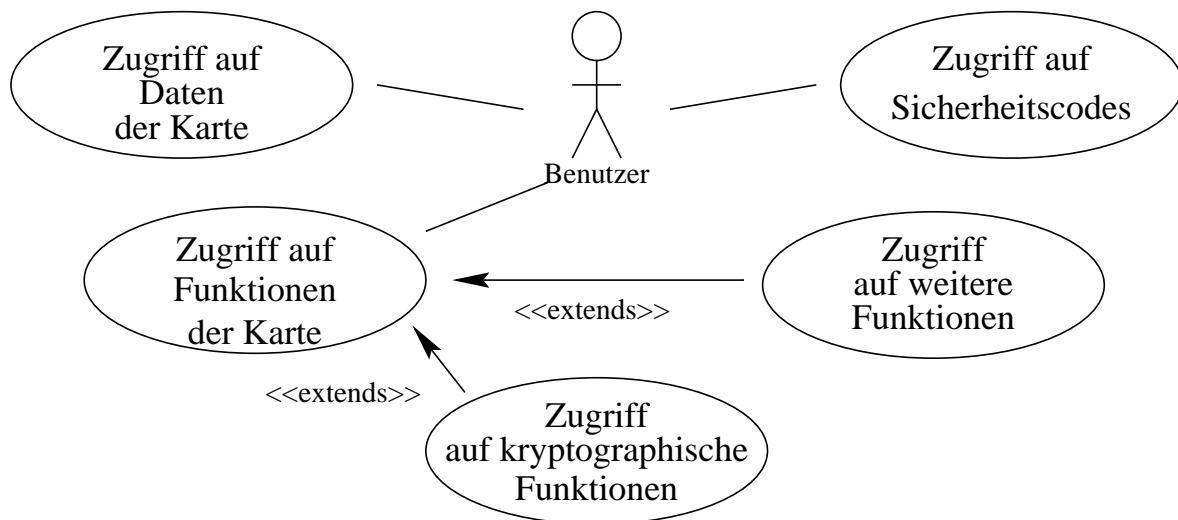 Zugriff auf
Daten
der Karte
Zugriff auf
Sicherheitscodes
Benutzer
Zugriff auf
Funktionen
der Karte
<<extends>>
Zugriff
auf weitere
Funktionen
<<extends>>
Zugriff
auf kryptographische
Funktionen